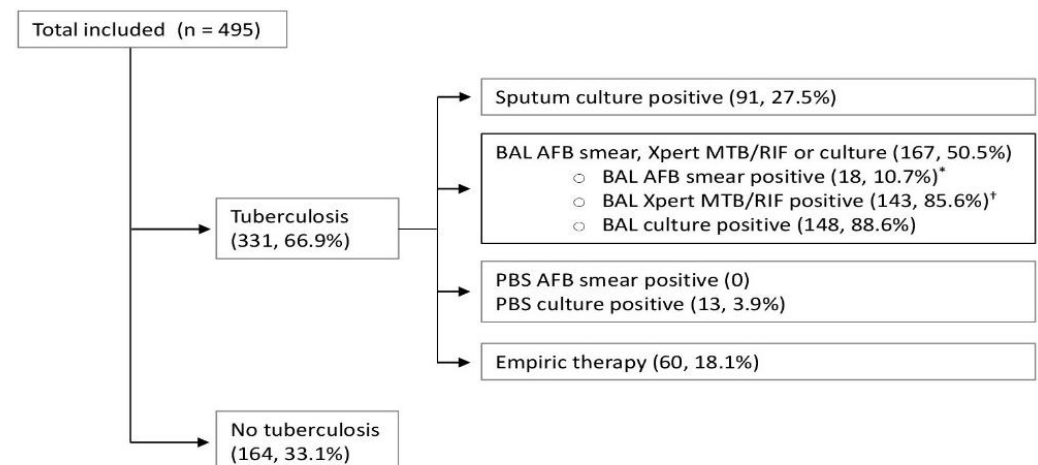 Total included (n = 495)
Sputum culture positive (91, 27.5%)
BAL AFB smear, Xpert MTB/RIF or culture (167, 50.5%)
○ BAL AFB smear positive (18, 10.7%)*
○ BAL Xpert MTB/RIF positive (143, 85.6%)†
○ BAL culture positive (148, 88.6%)
Tuberculosis
(331, 66.9%)
PBS AFB smear positive (0)
PBS culture positive (13, 3.9%)
Empiric therapy (60, 18.1%)
No tuberculosis
(164, 33.1%)